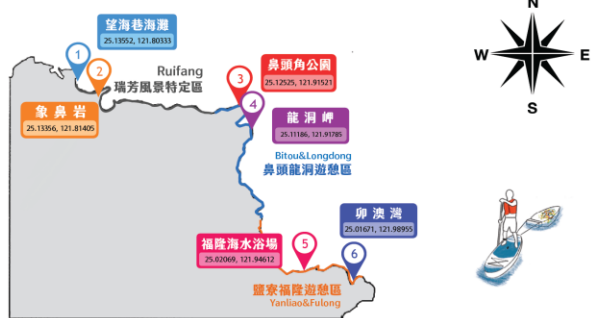 望海巷海灘
25.13552, 121.80333
1
2
Ruifang
瑞芳風景特定區
象鼻岩
25.13356, 121.81405
3
鼻頭角公園
25.12525, 121.91521
4
龍洞岬
25.11186, 121.91785
Bitou&Longdong
鼻頭龍洞遊憩區
卯澳灣
25.01671, 121.98955
福隆海水浴場
25.02069, 121.94612
5
6
鹽寮福隆遊憩區
Yanliao&Fulong
N
W
E
S